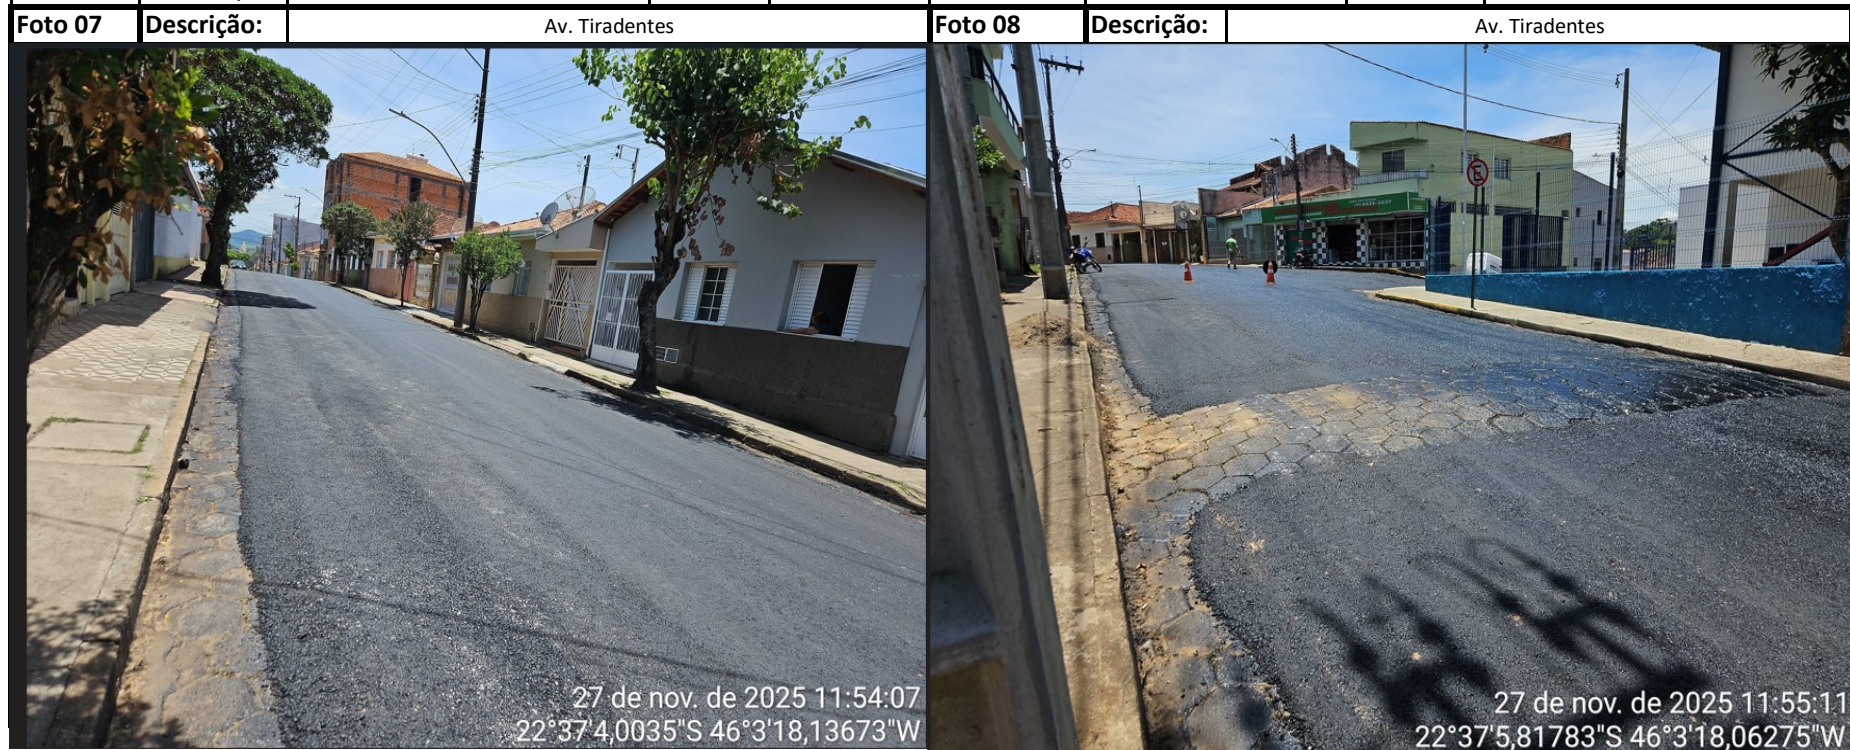 Foto 07 Descrição: Av. Tiradentes Foto 08 Descrição: Av. Tiradentes
27 de nov. de 2025 11:54:07
22°37'4,0035"S 46°3'18,13673"W
E
27 de nov. de 2025 11:55:11
22°37'5,81783"S 46°3'18,06275"W